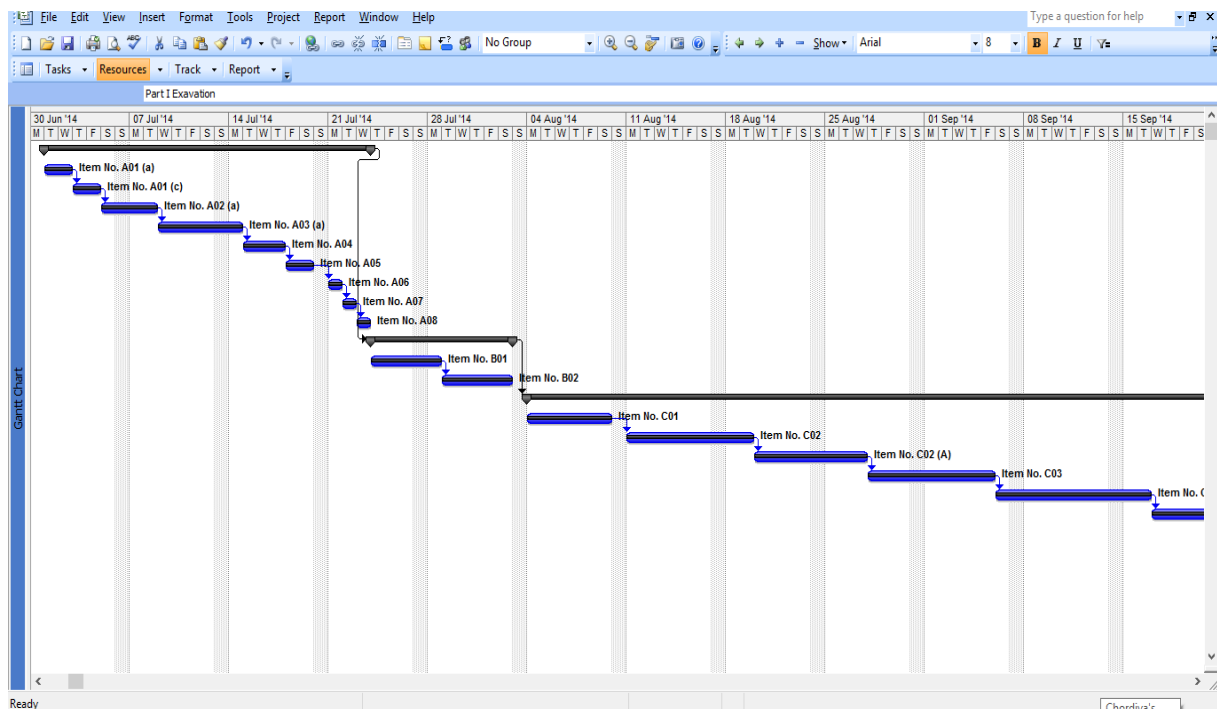 File Edit View Insert Format Tools Project Report Window Help Type a question for help
No Group Show Arial 8 B I U
Tasks Resources Track Report
Part I Exavation
30 Jun '14 07 Jul '14 14 Jul '14 21 Jul '14 28 Jul '14 04 Aug '14 11 Aug '14 18 Aug '14 25 Aug '14 01 Sep '14 08 Sep '14 15 Sep '14
M T W T F S S M T W T F S S M T W T F S S M T W T F S S M T W T F S S M T W T F S S M T W T F S S M T W T F S S M T W T F S S M T W T F S S M T W T F S S M T W T F S
Item No. A01 (a)
Item No. A01 (c)
Item No. A02 (a)
Item No. A03 (a)
Item No. A04
Item No. A05
Item No. A06
Item No. A07
Item No. A08
Item No. B01
Item No. B02
Item No. C01
Item No. C02
Item No. C02 (A)
Item No. C03
Item No. C
Gantt Chart
Ready
Chordiya's